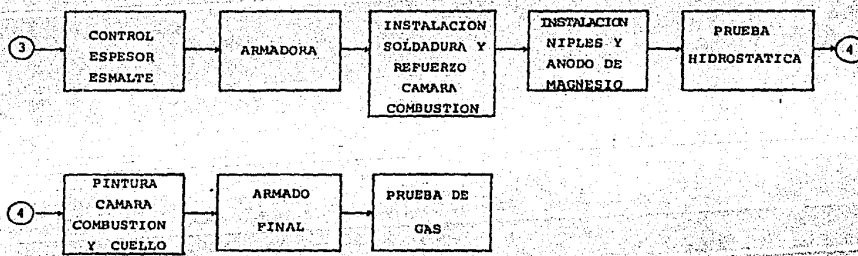 3
CONTROL
ESPESOR
ESMALTE
ARMADORA
INSTALACION
SOLDADURA Y
REFUERZO
CAMARA
COMBUSTION
INSTALACION
NIPLES Y
ANODO DE
MAGNESIO
PRUEBA
HIDROSTATICA
4
4
PINTURA
CAMARA
COMBUSTION
Y CUELLO
ARMADO
FINAL
PRUEBA DE
GAS